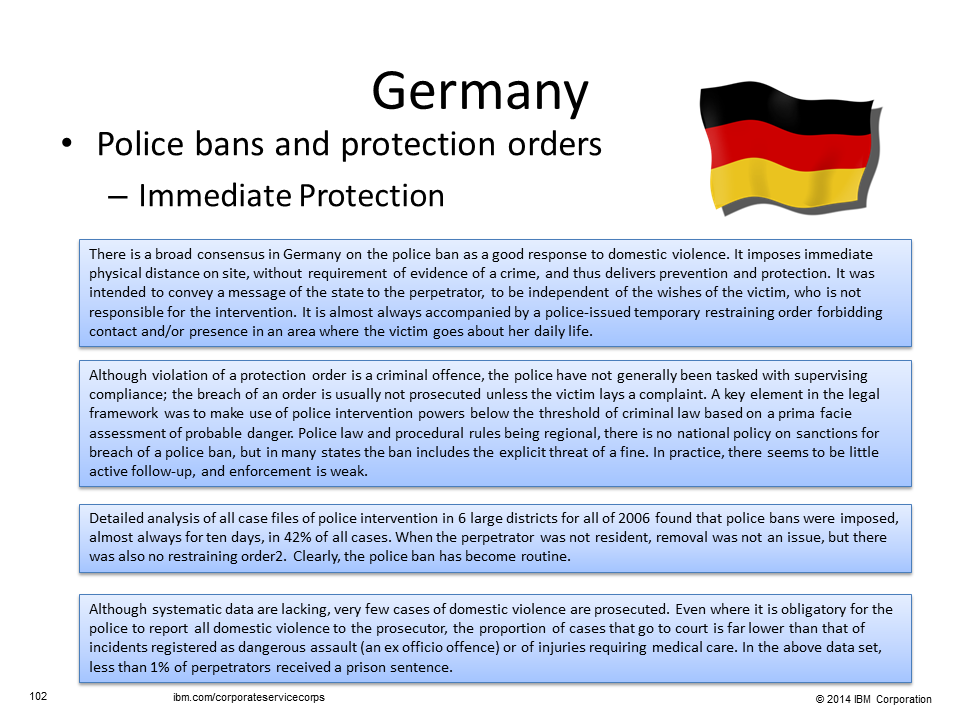 Germany
• Police bans and protection orders
– Immediate Protection
There is a broad consensus in Germany on the police ban as a good response to domestic violence. It imposes immediate
physical distance on site, without requirement of evidence of a crime, and thus delivers prevention and protection. It was
intended to convey a message of the state to the perpetrator, to be independent of the wishes of the victim, who is not
responsible for the intervention. It is almost always accompanied by a police-issued temporary restraining order forbidding
contact and/or presence in an area where the victim goes about her daily life.
Although violation of a protection order is a criminal offence, the police have not generally been tasked with supervising
compliance; the breach of an order is usually not prosecuted unless the victim lays a complaint. A key element in the legal
framework was to make use of police intervention powers below the threshold of criminal law based on a prima facie
assessment of probable danger. Police law and procedural rules being regional, there is no national policy on sanctions for
breach of a police ban, but in many states the ban includes the explicit threat of a fine. In practice, there seems to be little
active follow-up, and enforcement is weak.
Detailed analysis of all case files of police intervention in 6 large districts for all of 2006 found that police bans were imposed,
almost always for ten days, in 42% of all cases. When the perpetrator was not resident, removal was not an issue, but there
was also no restraining order2. Clearly, the police ban has become routine.
Although systematic data are lacking, very few cases of domestic violence are prosecuted. Even where it is obligatory for the
police to report all domestic violence to the prosecutor, the proportion of cases that go to court is far lower than that of
incidents registered as dangerous assault (an ex officio offence) or of injuries requiring medical care. In the above data set,
less than 1% of perpetrators received a prison sentence.
102
ibm.com/corporateservicecorps
© 2014 IBM Corporation